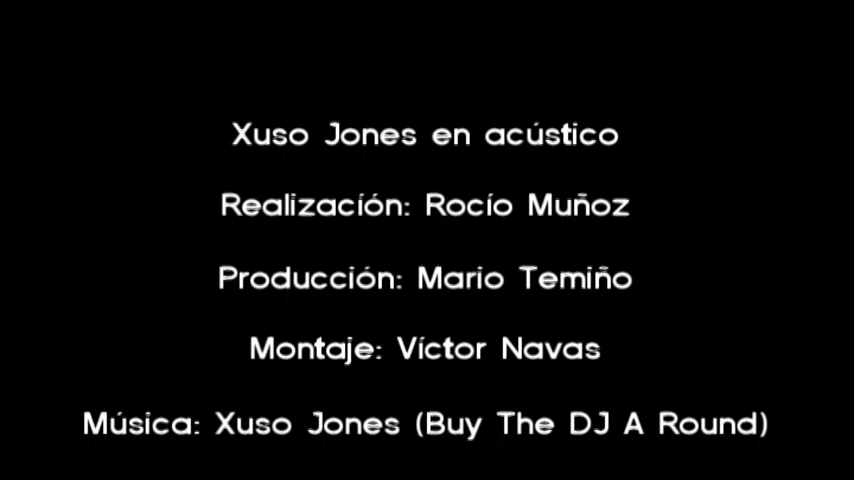 Xuso Jones en acústico
Realización: Rocío Muñoz
Producción: Mario Temiño
Montaje: Víctor Navas
Música: Xuso Jones (Buy The DJ A Round)